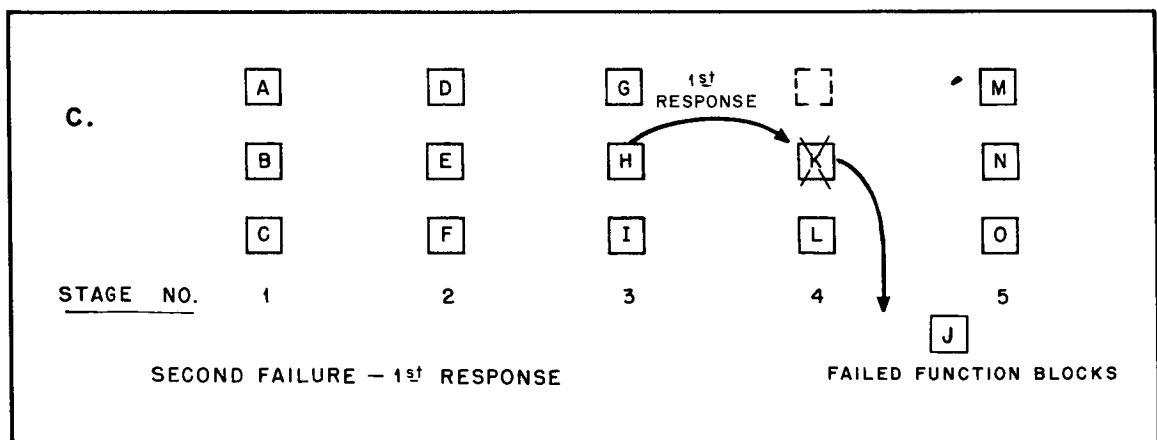 C.
A D G 1st RESPONSE M
B E H K N
C F I L O
STAGE NO. 1 2 3 4 5
J
SECOND FAILURE — 1st RESPONSE
FAILED FUNCTION BLOCKS